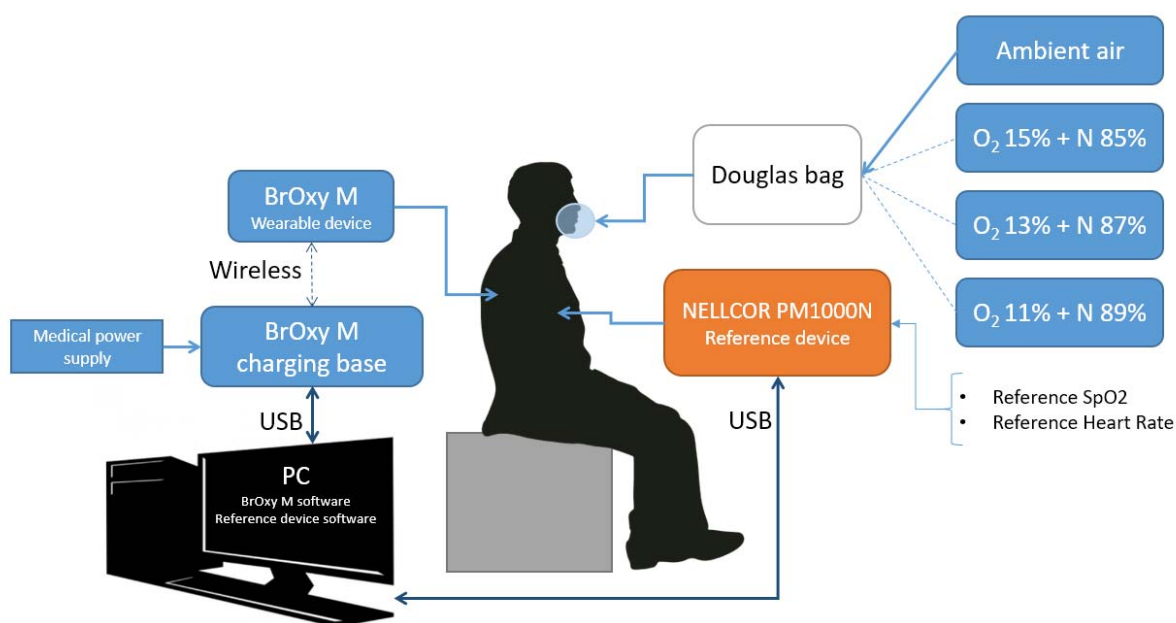 Ambient air
O₂ 15% + N 85%
O₂ 13% + N 87%
O₂ 11% + N 89%
Douglas bag
BrOxy M
Wearable device
Wireless
Medical power
supply
BrOxy M
charging base
NELLCOR PM1000N
Reference device
USB
USB
• Reference SpO2
• Reference Heart Rate
PC
BrOxy M software
Reference device software